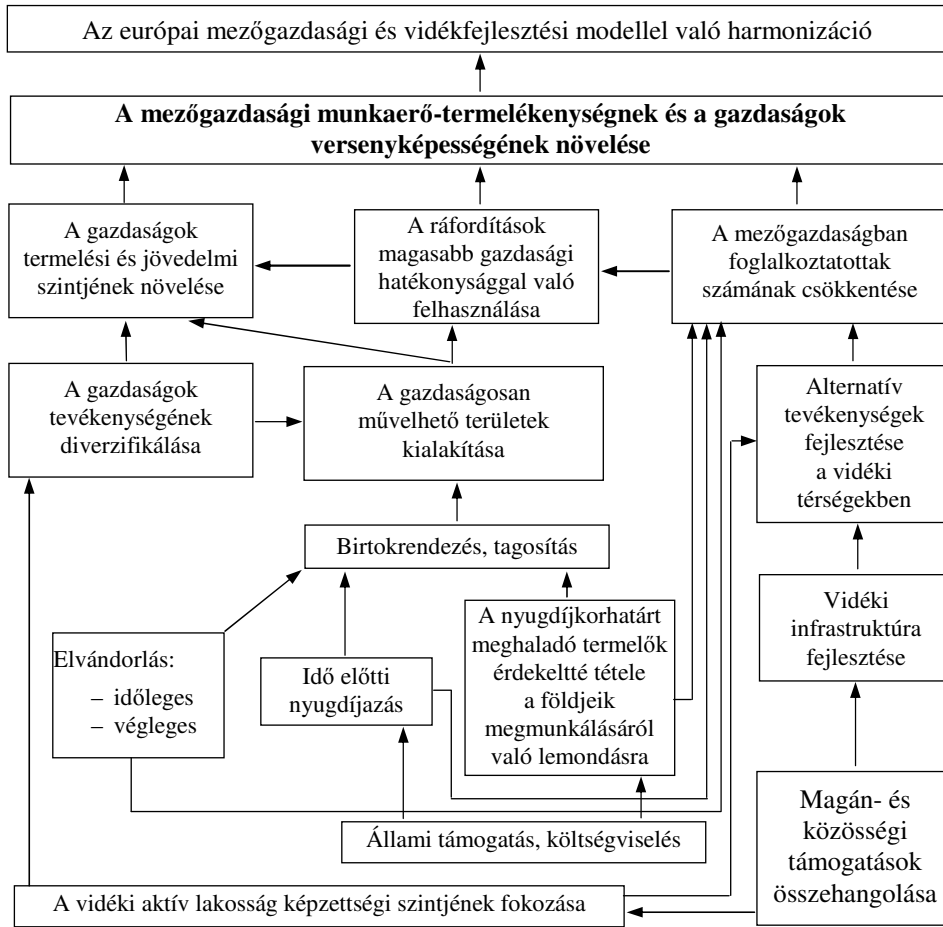 Az európai mezőgazdasági és vidékfejlesztési modellel való harmonizáció
A mezőgazdasági munkaerő-termelékenységnek és a gazdaságok
versenyképességének növelése
A gazdaságok
termelési és jövedelmi
szintjének növelése
A ráfordítások
magasabb gazdasági
hatékonysággal való
felhasználása
A mezőgazdaságban
foglalkoztatottak
számának csökkentése
A gazdaságok
tevékenységének
diverzifikálása
A gazdaságosan
művelhető területek
kialakítása
Alternatív
tevékenységek
fejlesztése
a vidéki
térségekben
Birtokrendezés, tagosítás
Elvándorlás:
– időleges
– végleges
Idő előtti
nyugdíjazás
A nyugdíjkorhatárt
meghaladó termelők
érdekeltté tétele
a földjeik
megmunkálásáról
való lemondásra
Vidéki
infrastruktúra
fejlesztése
Állami támogatás, költségviselés
Magán- és
közösségi
támogatások
összehangolása
A vidéki aktív lakosság képzettségi szintjének fokozása